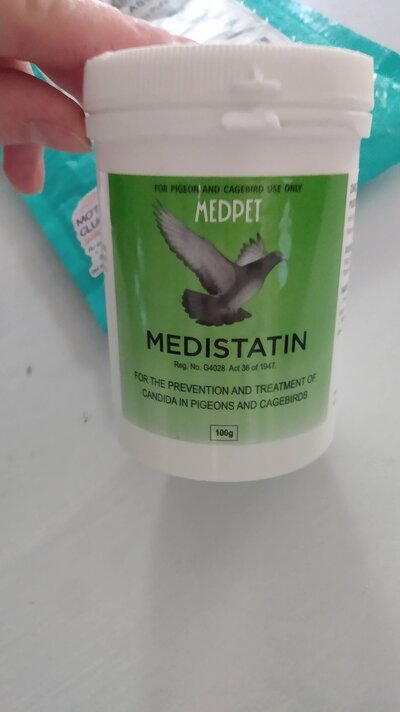 FOR PIGEON AND CAGEBIRD USE ONLY
MEDPET
MEDISTATIN
Reg. No. G4028 Act 36 of 1947.
FOR THE PREVENTION AND TREATMENT OF
CANDIDA IN PIGEONS AND CAGEBIRDS
100g